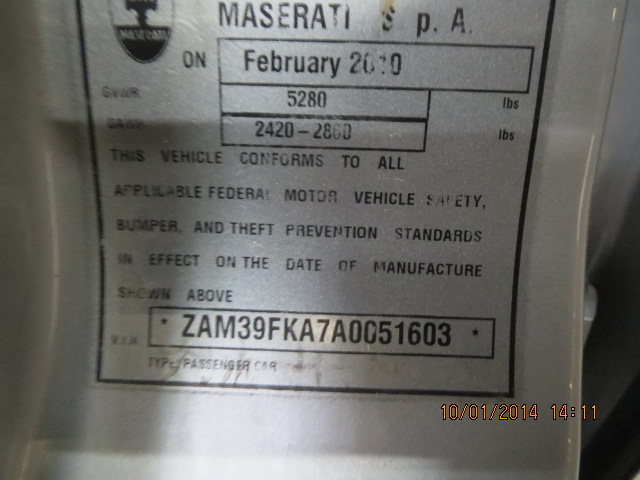 MASERATI S.p.A.
MASERATI
ON February 2010
GVWR 5280 lbs
GAWR 2420-2860 lbs
THIS VEHICLE CONFORMS TO ALL
APPLICABLE FEDERAL MOTOR VEHICLE SAFETY,
BUMPER, AND THEFT PREVENTION STANDARDS
IN EFFECT ON THE DATE OF MANUFACTURE
SHOWN ABOVE
V.I.N. * ZAM39FKA7A0051603 *
TYPE/PASSENGER CAR
10/01/2014 14:11